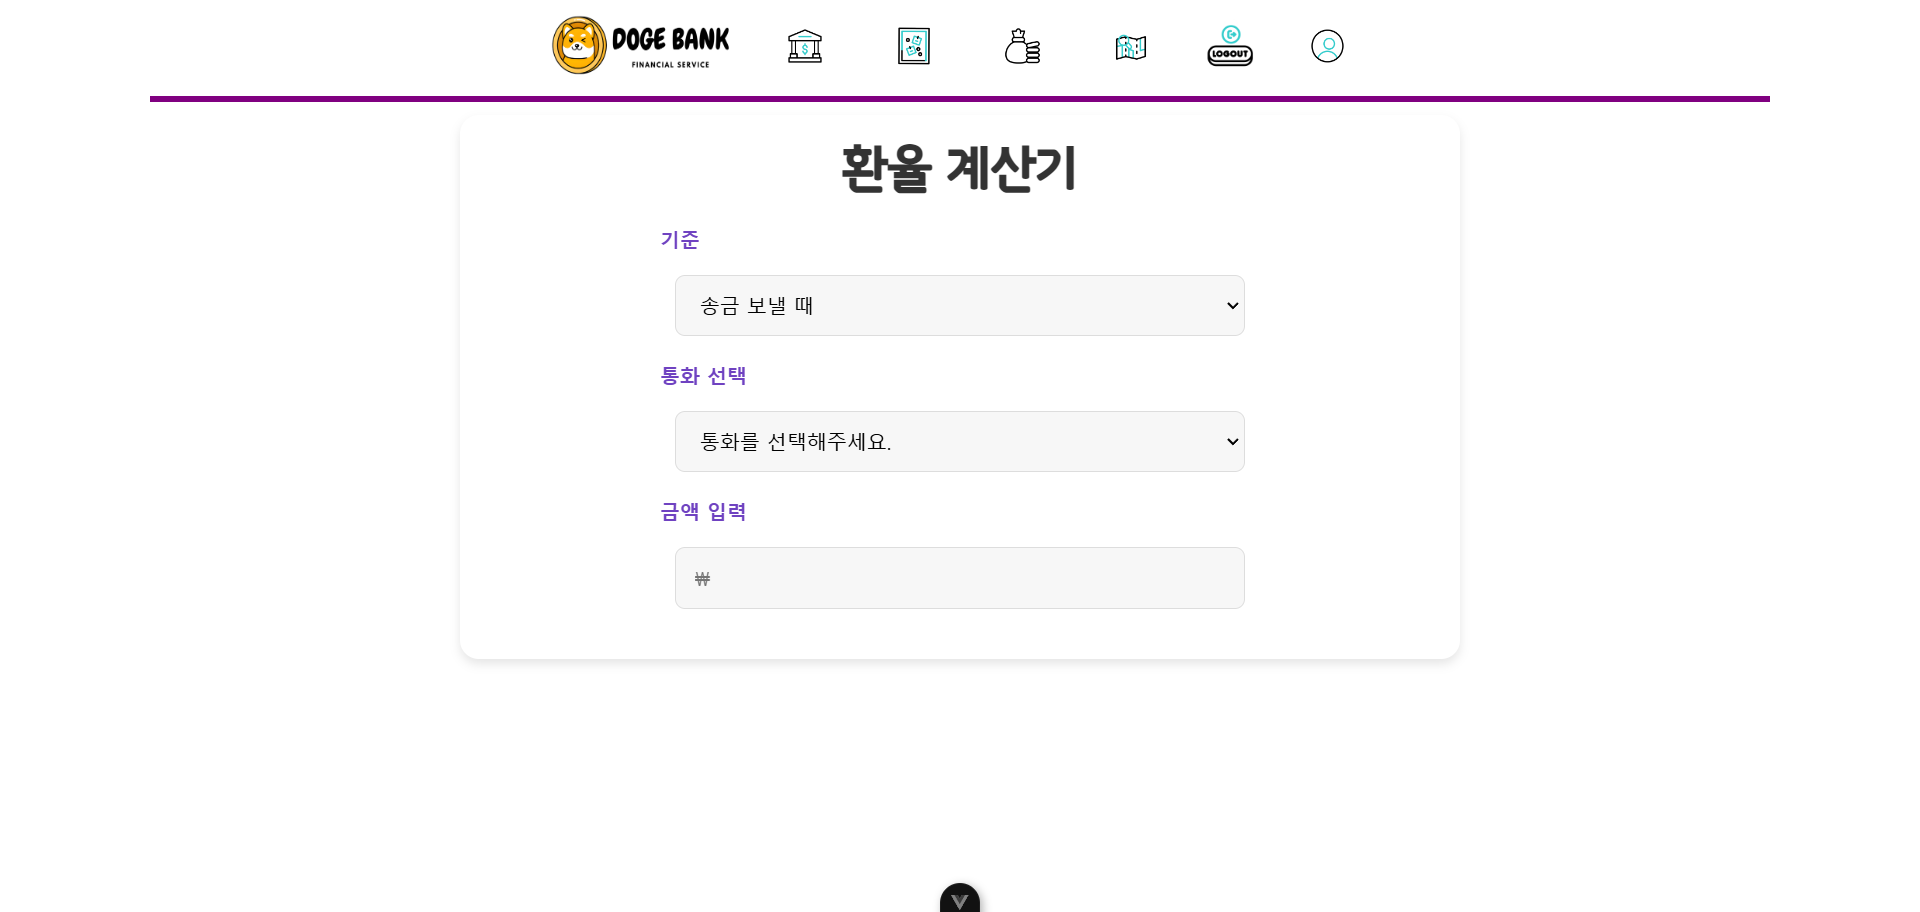 DOGE BANK
FINANCIAL SERVICE
LOGOUT
환율 계산기
기준
송금 보낼 때
통화 선택
통화를 선택해주세요.
금액 입력
₩